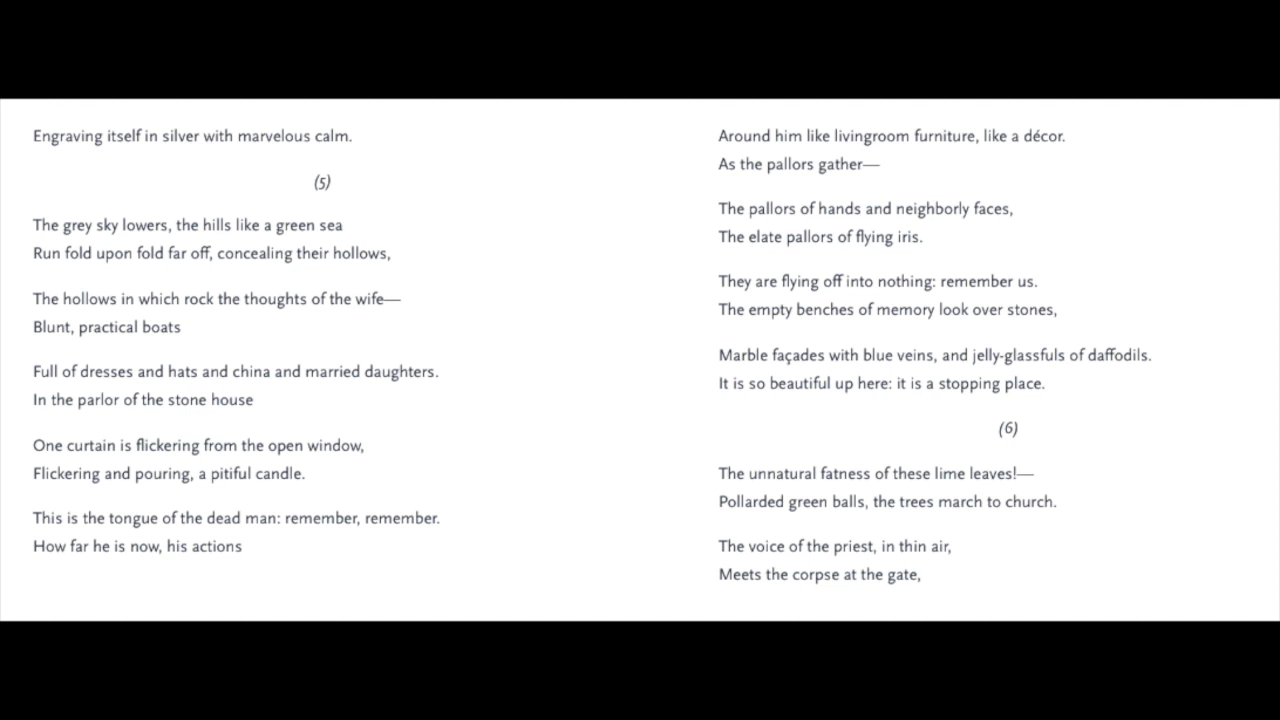 Engraving itself in silver with marvelous calm.
(5)
The grey sky lowers, the hills like a green sea
Run fold upon fold far off, concealing their hollows,
The hollows in which rock the thoughts of the wife—
Blunt, practical boats
Full of dresses and hats and china and married daughters.
In the parlor of the stone house
One curtain is flickering from the open window,
Flickering and pouring, a pitiful candle.
This is the tongue of the dead man: remember, remember.
How far he is now, his actions
Around him like livingroom furniture, like a décor.
As the pallors gather—
The pallors of hands and neighborly faces,
The elate pallors of flying iris.
They are flying off into nothing: remember us.
The empty benches of memory look over stones,
Marble façades with blue veins, and jelly-glassfuls of daffodils.
It is so beautiful up here: it is a stopping place.
(6)
The unnatural fatness of these lime leaves!—
Pollarded green balls, the trees march to church.
The voice of the priest, in thin air,
Meets the corpse at the gate,